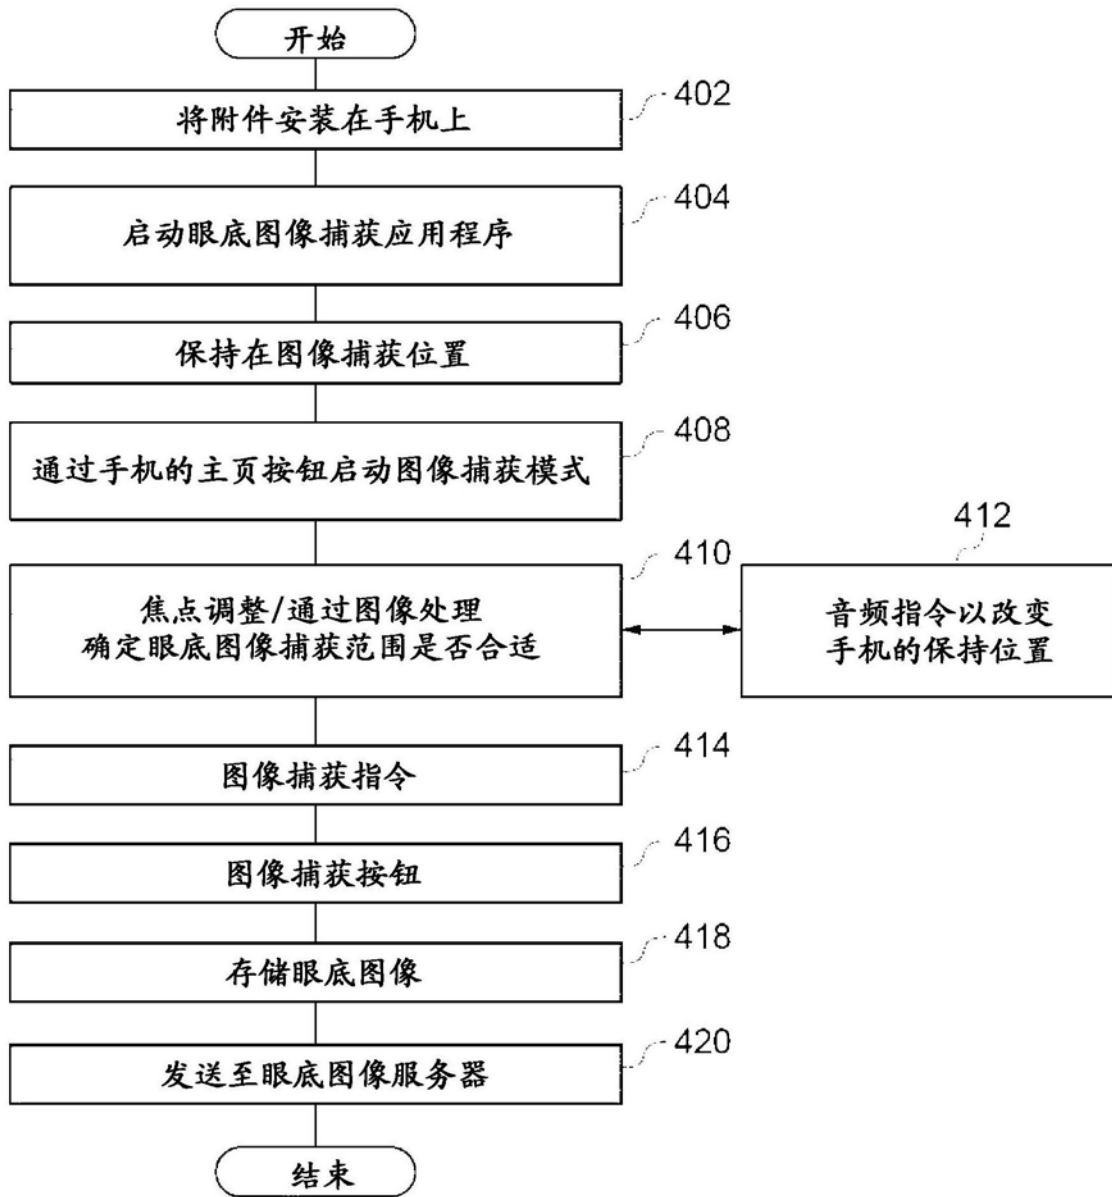 开始
402
将附件安装在手机上
404
启动眼底图像捕获应用程序
406
保持在图像捕获位置
408
通过手机的主页按钮启动图像捕获模式
410
焦点调整/通过图像处理
确定眼底图像捕获范围是否合适
412
音频指令以改变
手机的保持位置
414
图像捕获指令
416
图像捕获按钮
418
存储眼底图像
420
发送至眼底图像服务器
结束